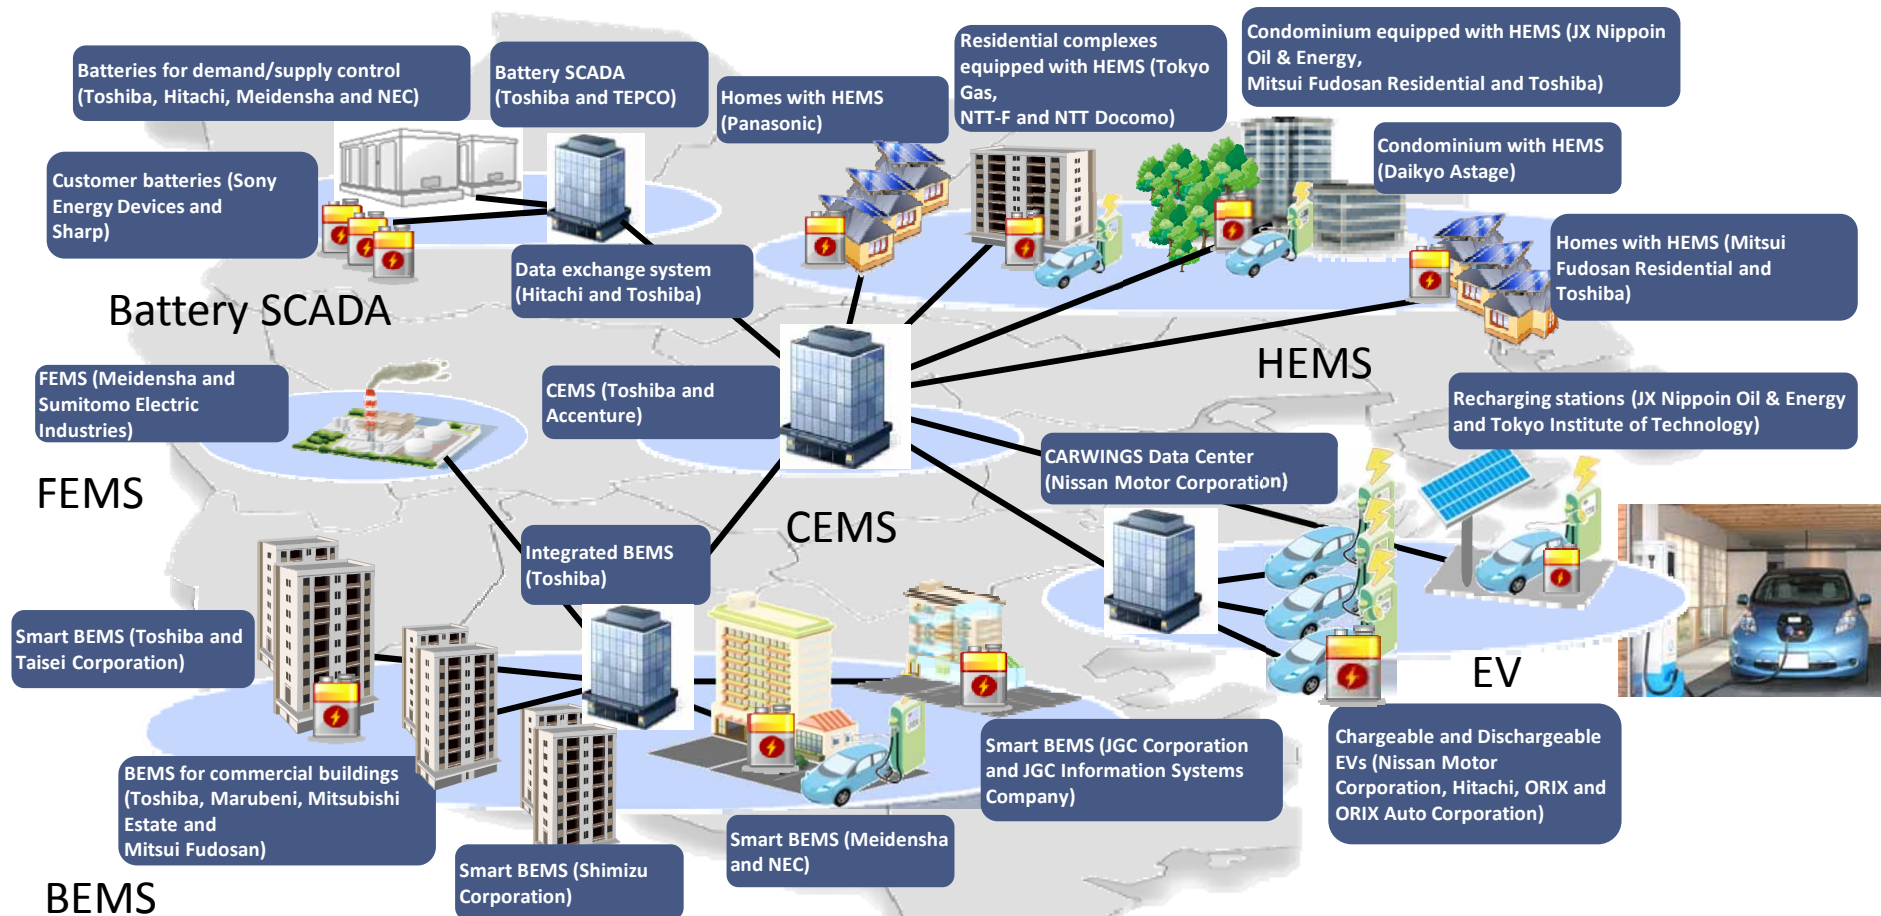 Batteries for demand/supply control
(Toshiba, Hitachi, Meidensha and NEC)
Battery SCADA
(Toshiba and TEPCO)
Homes with HEMS
(Panasonic)
Residential complexes
equipped with HEMS (Tokyo
Gas,
NTT-F and NTT Docomo)
Condominium equipped with HEMS (JX Nippoin
Oil & Energy,
Mitsui Fudosan Residential and Toshiba)
Condominium with HEMS
(Daikyo Astage)
Customer batteries (Sony
Energy Devices and
Sharp)
Data exchange system
(Hitachi and Toshiba)
Homes with HEMS (Mitsui
Fudosan Residential and
Toshiba)
Battery SCADA
HEMS
FEMS (Meidensha and
Sumitomo Electric
Industries)
CEMS (Toshiba and
Accenture)
Recharging stations (JX Nippoin Oil & Energy
and Tokyo Institute of Technology)
CARWINGS Data Center
(Nissan Motor Corporation)
FEMS
CEMS
Integrated BEMS
(Toshiba)
Smart BEMS (Toshiba and
Taisei Corporation)
EV
BEMS for commercial buildings
(Toshiba, Marubeni, Mitsubishi
Estate and
Mitsui Fudosan)
Smart BEMS (Shimizu
Corporation)
Smart BEMS (Meidensha
and NEC)
Smart BEMS (JGC Corporation
and JGC Information Systems
Company)
Chargeable and Dischargeable
EVs (Nissan Motor
Corporation, Hitachi, ORIX and
ORIX Auto Corporation)
BEMS